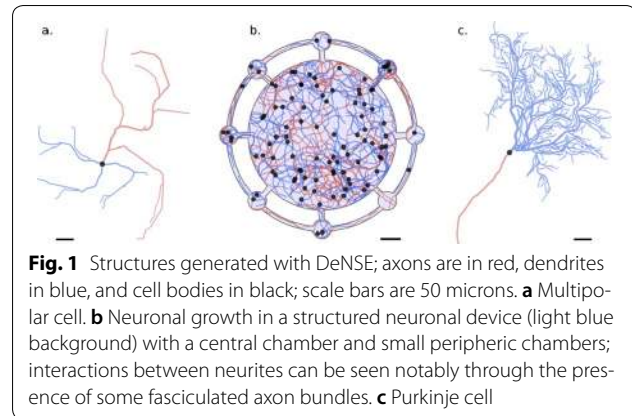 a.
b.
c.
Fig. 1 Structures generated with DeNSE; axons are in red, dendrites
in blue, and cell bodies in black; scale bars are 50 microns. a Multipo-
lar cell. b Neuronal growth in a structured neuronal device (light blue
background) with a central chamber and small peripheric chambers;
interactions between neurites can be seen notably through the pres-
ence of some fasciculated axon bundles. c Purkinje cell